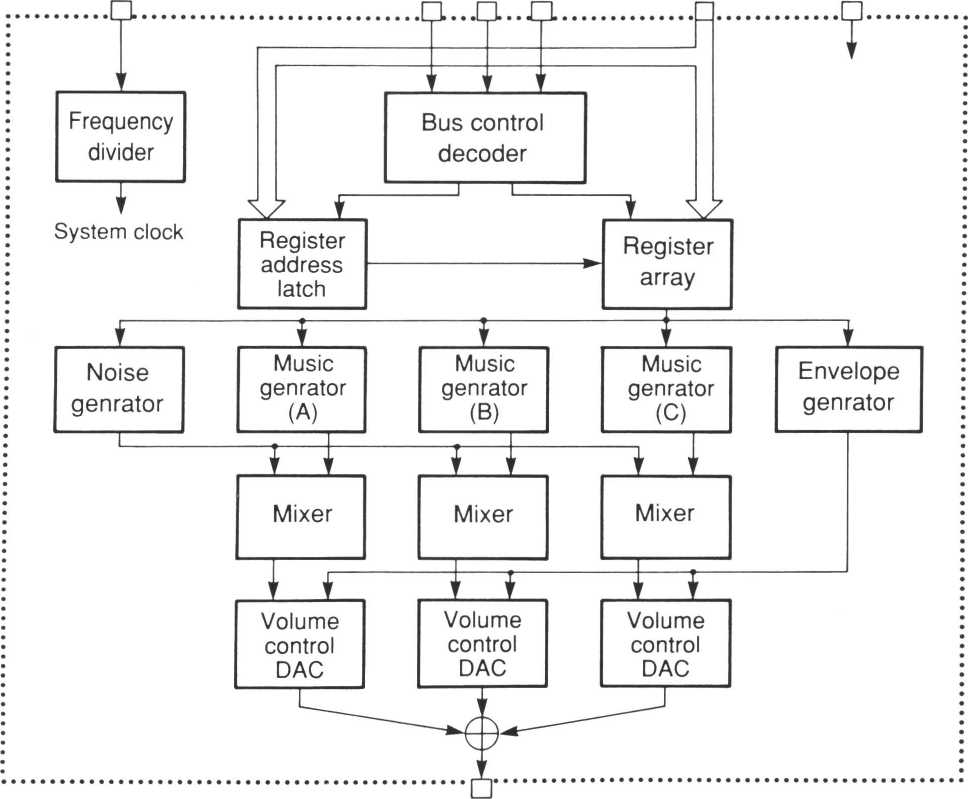 Frequency
divider
Bus control
decoder
System clock
Register
address
latch
Register
array
Noise
genrator
Music
genrator
(A)
Music
genrator
(B)
Music
genrator
(C)
Envelope
genrator
Mixer
Mixer
Mixer
Volume
control
DAC
Volume
control
DAC
Volume
control
DAC